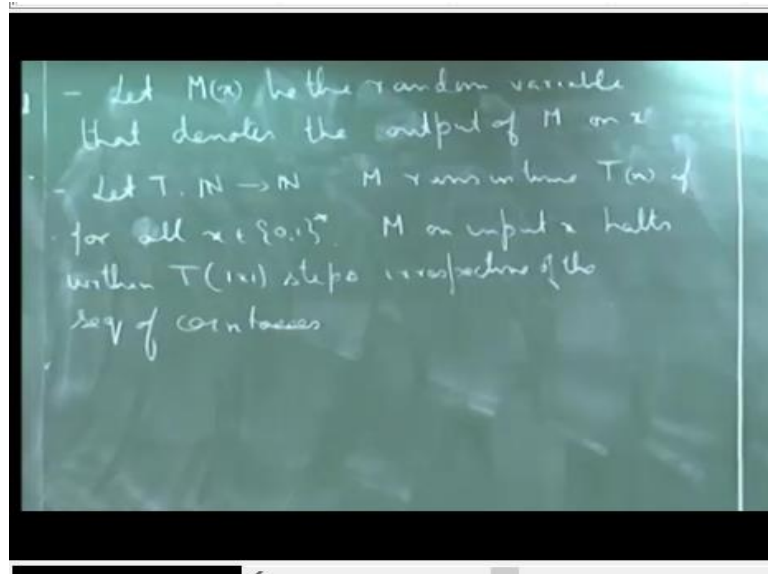 - Let M(x) be the random variable
that denotes the output of M on x
- Let T: ℕ → ℕ M runs in time T(n) if
for all x ∈ {0,1}*. M on input x halts
within T(|x|) steps irrespective of the
seq of coin tosses